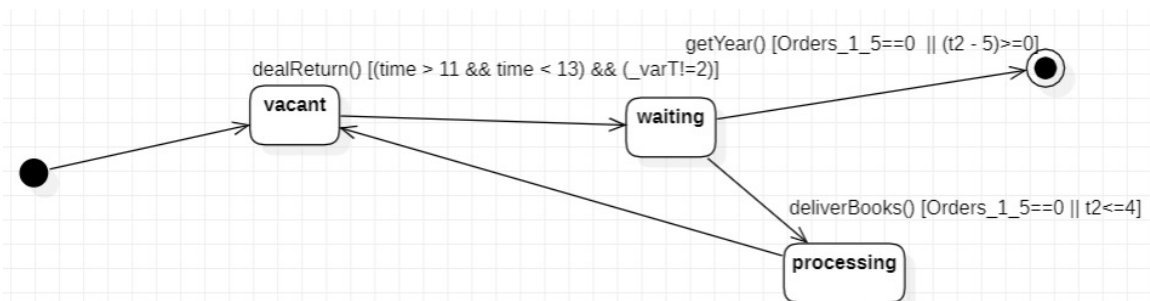 getYear() [Orders_1_5==0  || (t2 - 5)>=0]
dealReturn() [(time > 11 && time < 13) && (_varT!=2)]
vacant
waiting
deliverBooks() [Orders_1_5==0 || t2<=4]
processing